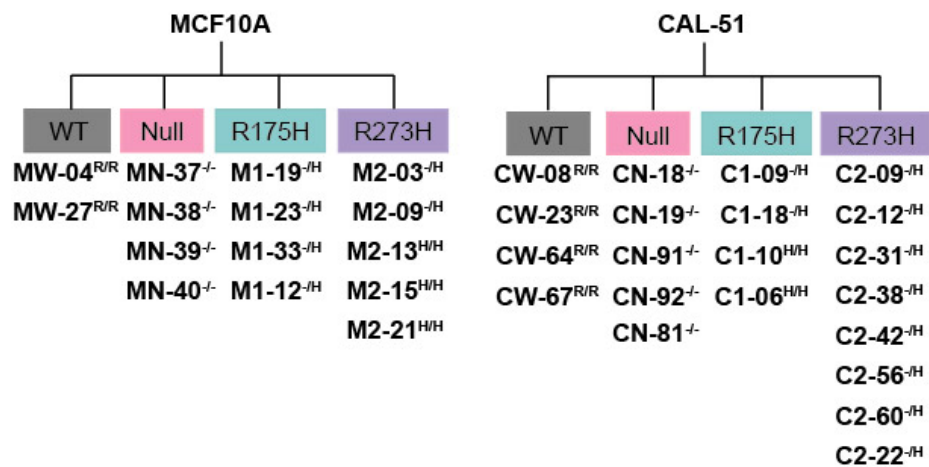 MCF10A
WT Null R175H R273H
MW-04R/R MN-37-/- M1-19-/H M2-03-/H
MW-27R/R MN-38-/- M1-23-/H M2-09-/H
MN-39-/- M1-33-/H M2-13H/H
MN-40-/- M1-12-/H M2-15H/H
M2-21H/H
CAL-51
WT Null R175H R273H
CW-08R/R CN-18-/- C1-09-/H C2-09-/H
CW-23R/R CN-19-/- C1-18-/H C2-12-/H
CW-64R/R CN-91-/- C1-10H/H C2-31-/H
CW-67R/R CN-92-/- C1-06H/H C2-38-/H
CN-81-/- C2-42-/H
C2-56-/H
C2-60-/H
C2-22-/H